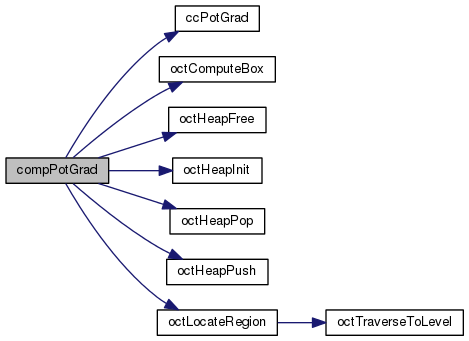 ccPotGrad
octComputeBox
octHeapFree
compPotGrad
octHeapInit
octHeapPop
octHeapPush
octLocateRegion
octTraverseToLevel